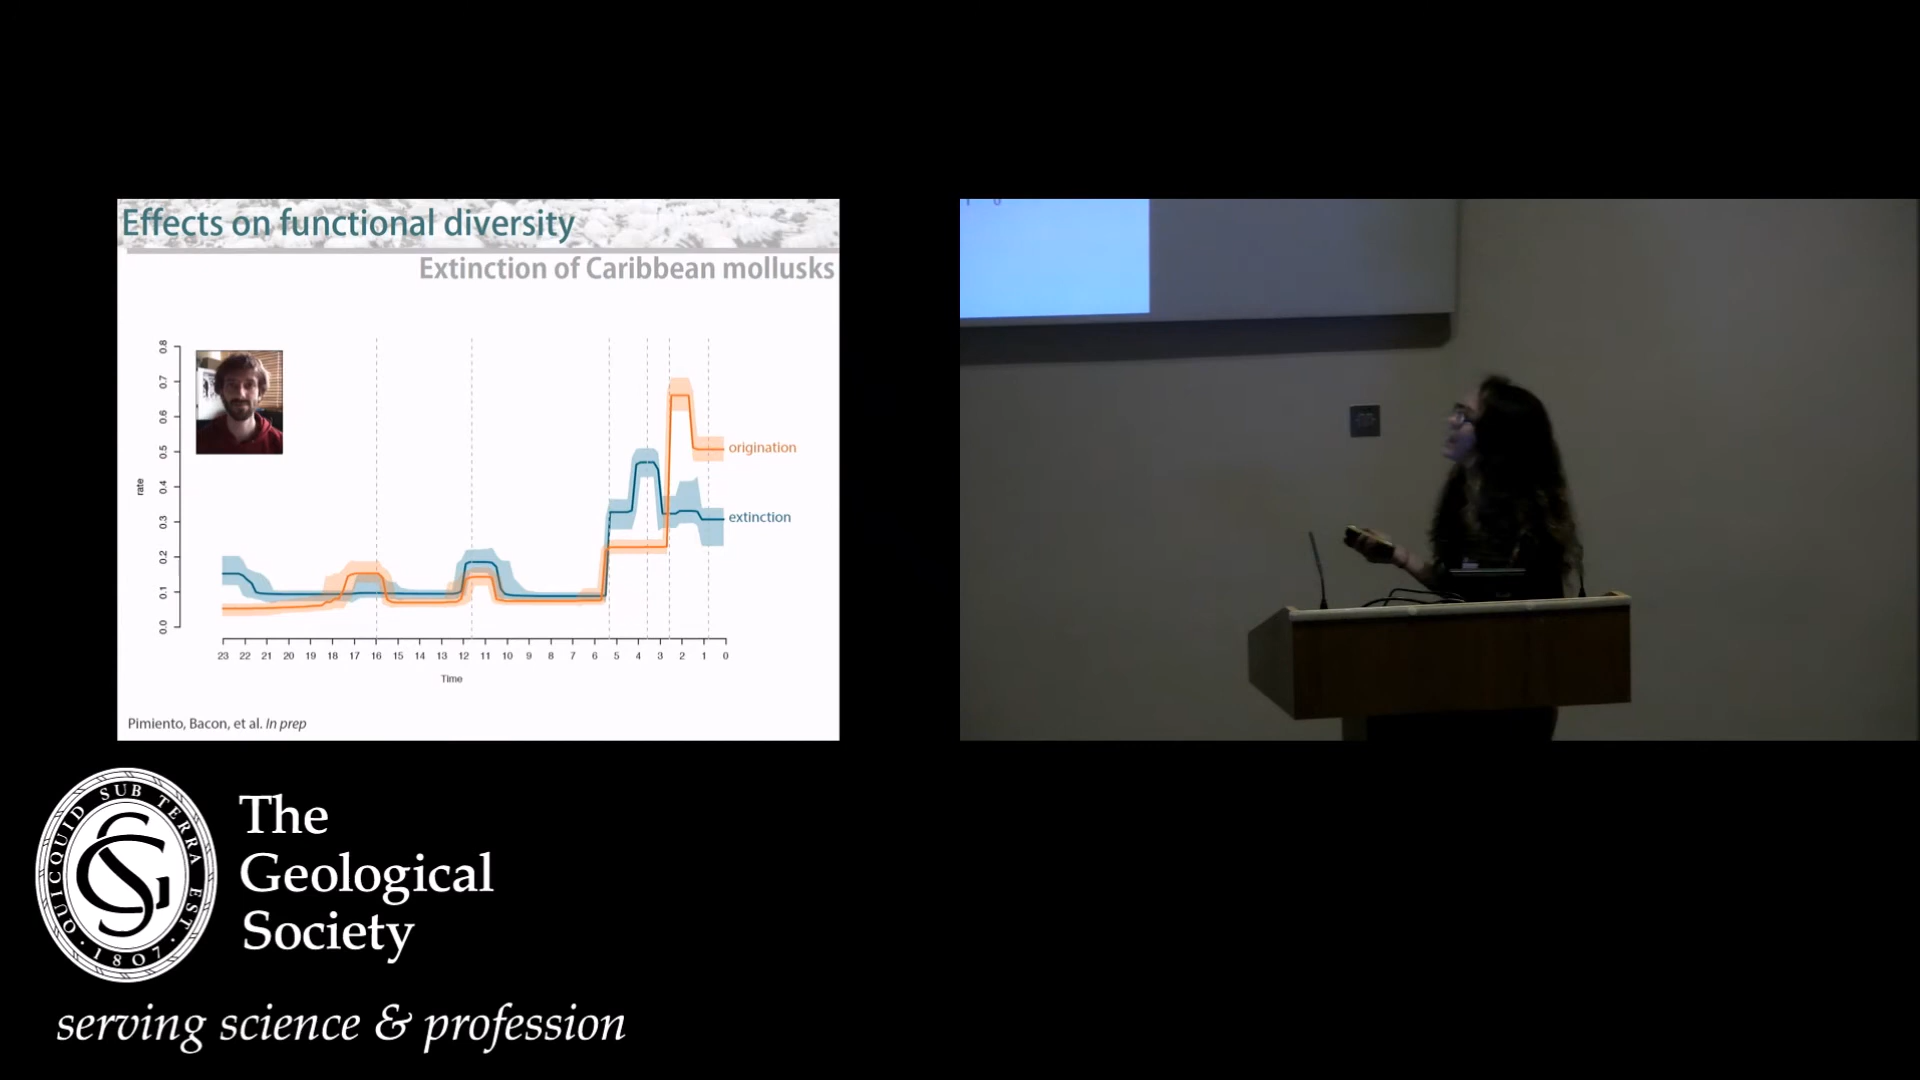 Effects on functional diversity
Extinction of Caribbean mollusks
0.8
0.7
0.6
0.5
0.4
0.3
0.2
0.1
0.0
rate
origination
extinction
23 22 21 20 19 18 17 16 15 14 13 12 11 10 9 8 7 6 5 4 3 2 1 0
Time
Pimiento, Bacon, et al. In prep
QUICQUID SUB TERRA EST
1807
The
Geological
Society
serving science & profession